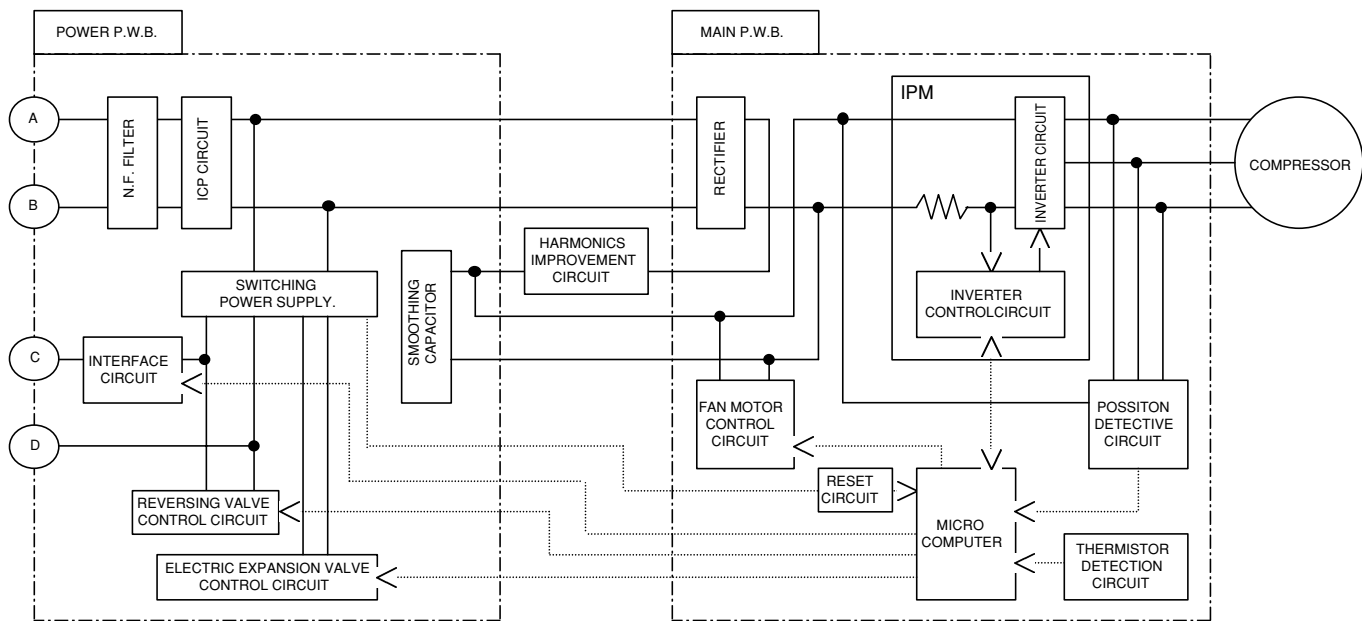 POWER P.W.B.
MAIN P.W.B.
IPM
A
N.F. FILTER
ICP CIRCUIT
RECTIFIER
INVERTER CIRCUIT
COMPRESSOR
B
HARMONICS
IMPROVEMENT
CIRCUIT
SWITCHING
POWER SUPPLY.
SMOOTHING
CAPACITOR
INVERTER
CONTROLCIRCUIT
C
INTERFACE
CIRCUIT
FAN MOTOR
CONTROL
CIRCUIT
POSSITON
DETECTIVE
CIRCUIT
D
REVERSING VALVE
CONTROL CIRCUIT
RESET
CIRCUIT
MICRO
COMPUTER
THERMISTOR
DETECTION
CIRCUIT
ELECTRIC EXPANSION VALVE
CONTROL CIRCUIT